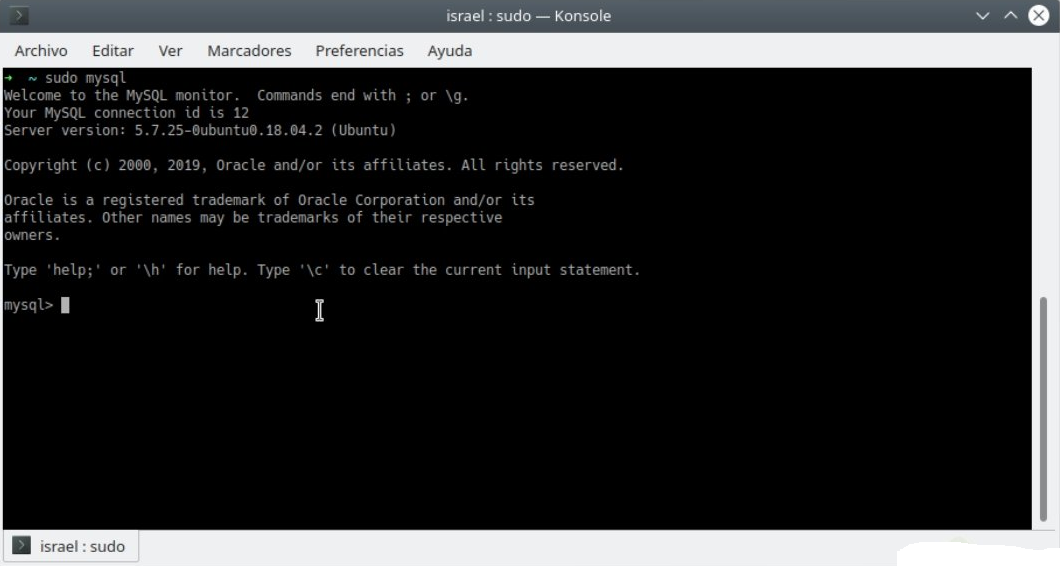 israel : sudo — Konsole
Archivo Editar Ver Marcadores Preferencias Ayuda
➜ ~ sudo mysql
Welcome to the MySQL monitor.  Commands end with ; or \g.
Your MySQL connection id is 12
Server version: 5.7.25-0ubuntu0.18.04.2 (Ubuntu)
Copyright (c) 2000, 2019, Oracle and/or its affiliates. All rights reserved.
Oracle is a registered trademark of Oracle Corporation and/or its
affiliates. Other names may be trademarks of their respective
owners.
Type 'help;' or '\h' for help. Type '\c' to clear the current input statement.
mysql>
israel : sudo